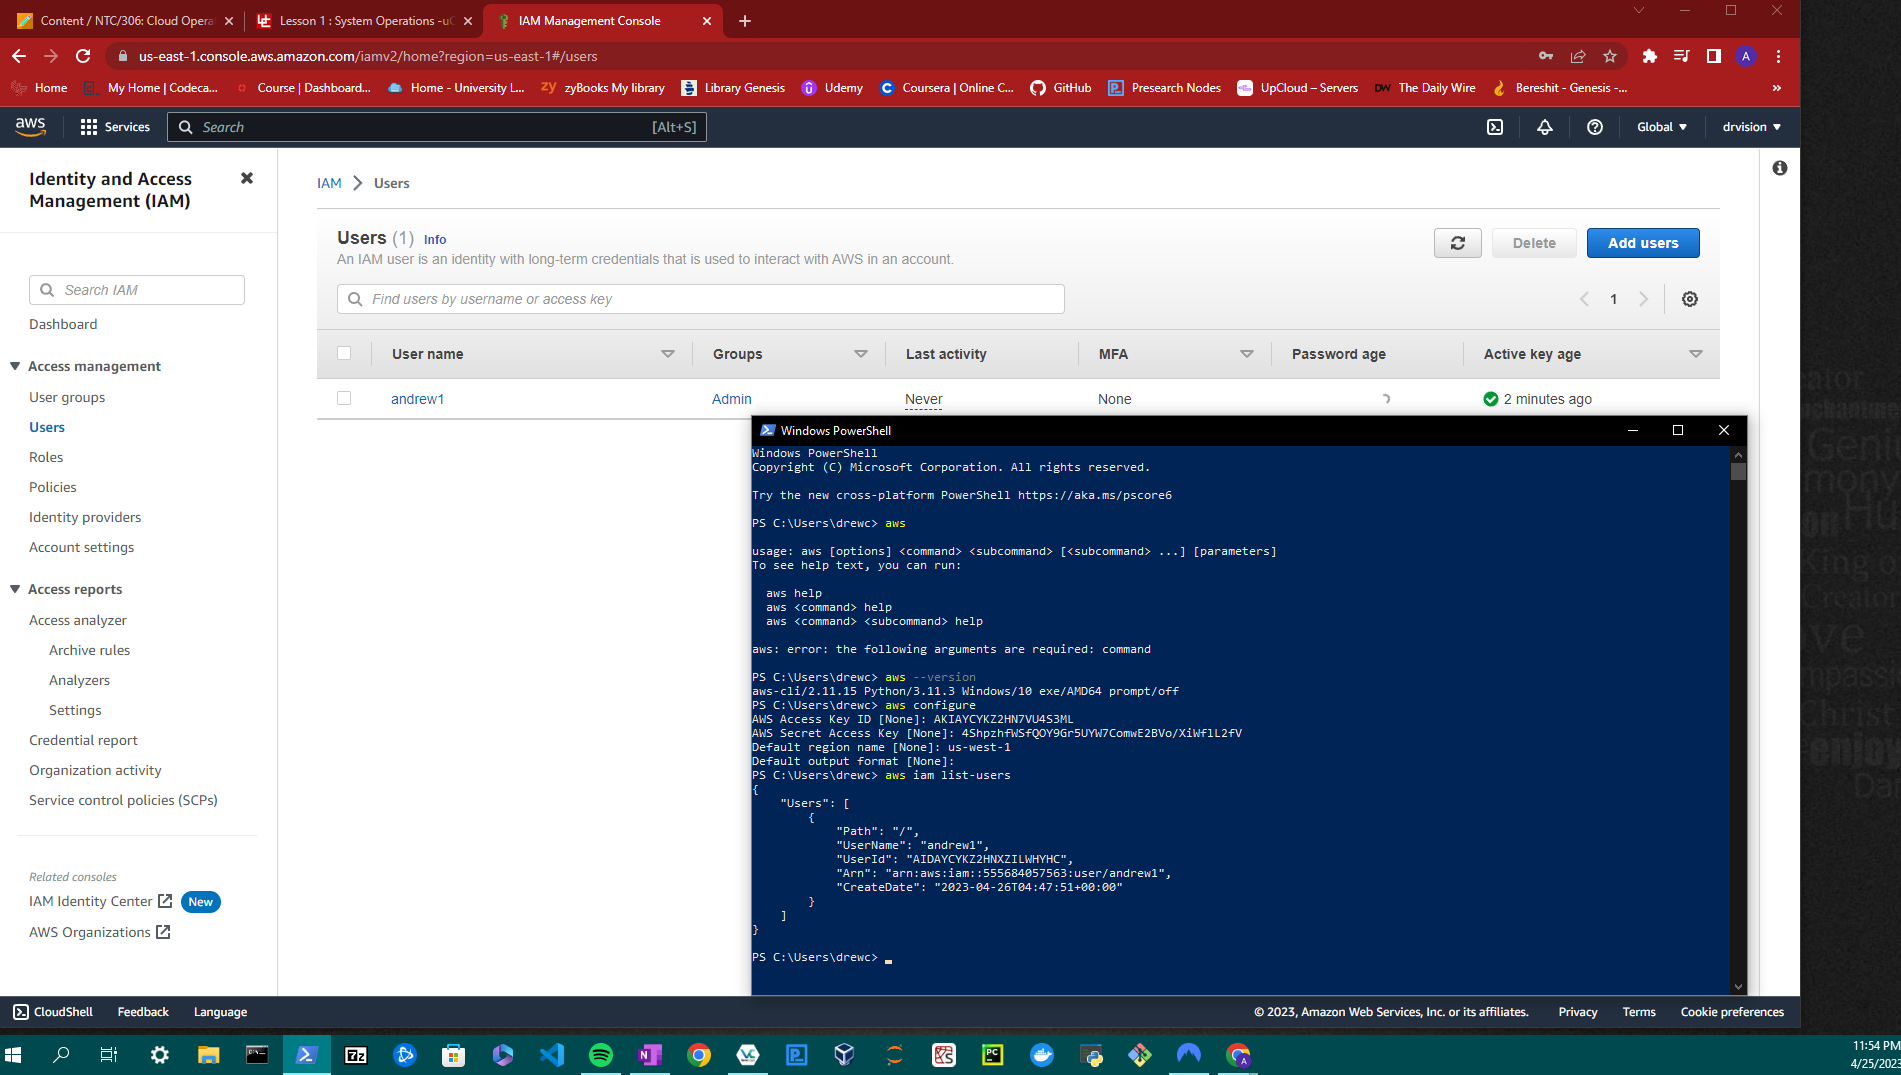 Content / NTC/306: Cloud Opera
Lesson 1 : System Operations -uC
IAM Management Console
us-east-1.console.aws.amazon.com/iamv2/home?region=us-east-1#/users
A
Home
My Home | Codeca...
Course | Dashboard...
Home - University L...
zyBooks My library
Library Genesis
Udemy
Coursera | Online C...
GitHub
Presearch Nodes
UpCloud – Servers
The Daily Wire
Bereshit - Genesis -...
»
aws
Services
Search
[Alt+S]
Global
drvision
Identity and Access
Management (IAM)
Search IAM
Dashboard
Access management
User groups
Users
Roles
Policies
Identity providers
Account settings
Access reports
Access analyzer
Archive rules
Analyzers
Settings
Credential report
Organization activity
Service control policies (SCPs)
Related consoles
IAM Identity Center New
AWS Organizations
IAM > Users
Users (1) Info
An IAM user is an identity with long-term credentials that is used to interact with AWS in an account.
Delete
Add users
Find users by username or access key
1
User name Groups Last activity MFA Password age Active key age
andrew1 Admin Never None 2 minutes ago
Windows PowerShell
Windows PowerShell
Copyright (C) Microsoft Corporation. All rights reserved.
Try the new cross-platform PowerShell https://aka.ms/pscore6
PS C:\Users\drewc> aws
usage: aws [options] <command> <subcommand> [<subcommand> ...] [parameters]
To see help text, you can run:
aws help
aws <command> help
aws <command> <subcommand> help
aws: error: the following arguments are required: command
PS C:\Users\drewc> aws --version
aws-cli/2.11.15 Python/3.11.3 Windows/10 exe/AMD64 prompt/off
PS C:\Users\drewc> aws configure
AWS Access Key ID [None]: AKIAYCYKZ2HN7VU4S3ML
AWS Secret Access Key [None]:
Default region name [None]: us-west-1
Default output format [None]:
PS C:\Users\drewc> aws iam list-users
{
"Users": [
{
"Path": "/",
"UserName": "andrew1",
"UserId": "AIDAYCYKZ2HNXZILWHYHC",
"Arn": "arn:aws:iam::555684057563:user/andrew1",
"CreateDate": "2023-04-26T04:47:51+00:00"
}
]
}
PS C:\Users\drewc>
CloudShell
Feedback
Language
© 2023, Amazon Web Services, Inc. or its affiliates.
Privacy
Terms
Cookie preferences
11:54 PM
4/25/2023